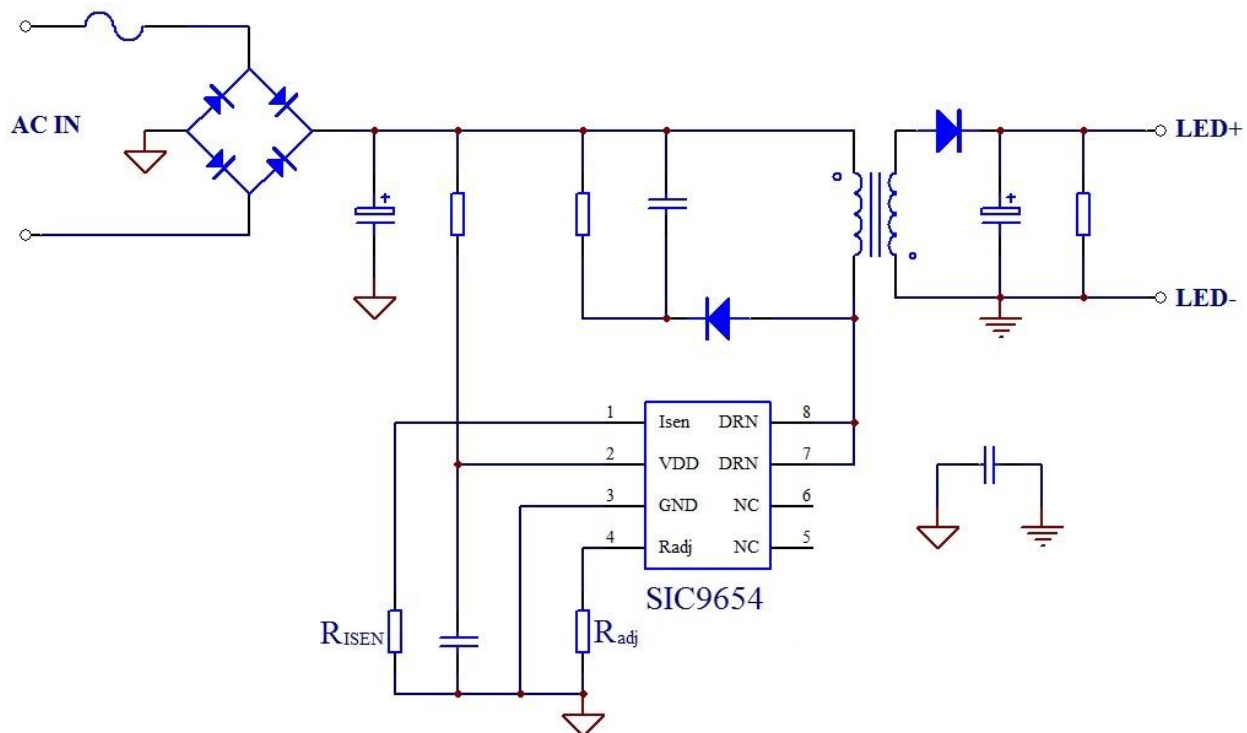 AC IN
LED+
LED-
1 Isen DRN 8
2 VDD DRN 7
3 GND NC 6
4 Radj NC 5
SIC9654
RISEN
Radj